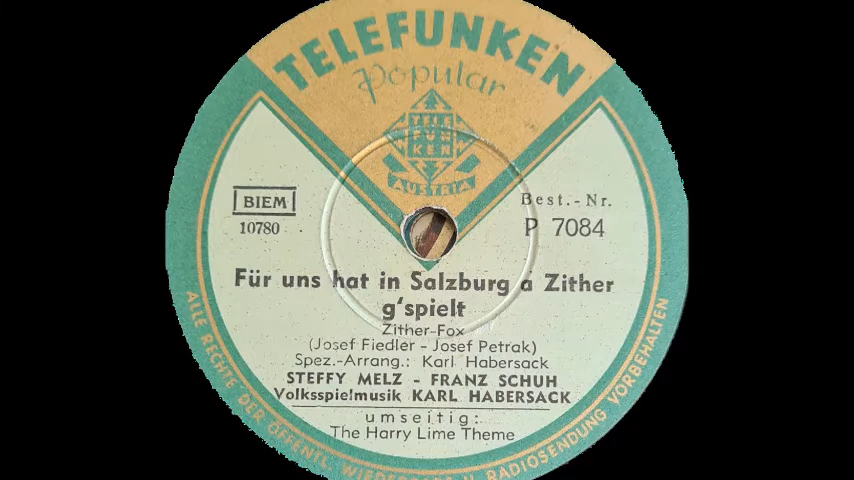 TELEFUNKEN
Popular
TELE
FUN
KEN
AUSTRIA
BIEM
10780
Best.-Nr.
P 7084
Für uns hat in Salzburg a Zither
g'spielt
Zither-Fox
(Josef Fiedler - Josef Petrak)
Spez.-Arrang.: Karl Habersack
STEFFY MELZ - FRANZ SCHUH
Volksspielmusik KARL HABERSACK
umseitig:
The Harry Lime Theme
ALLE RECHTE DER ÖFFENTL. WIEDERGABE U. RADIOSENDUNG VORBEHALTEN